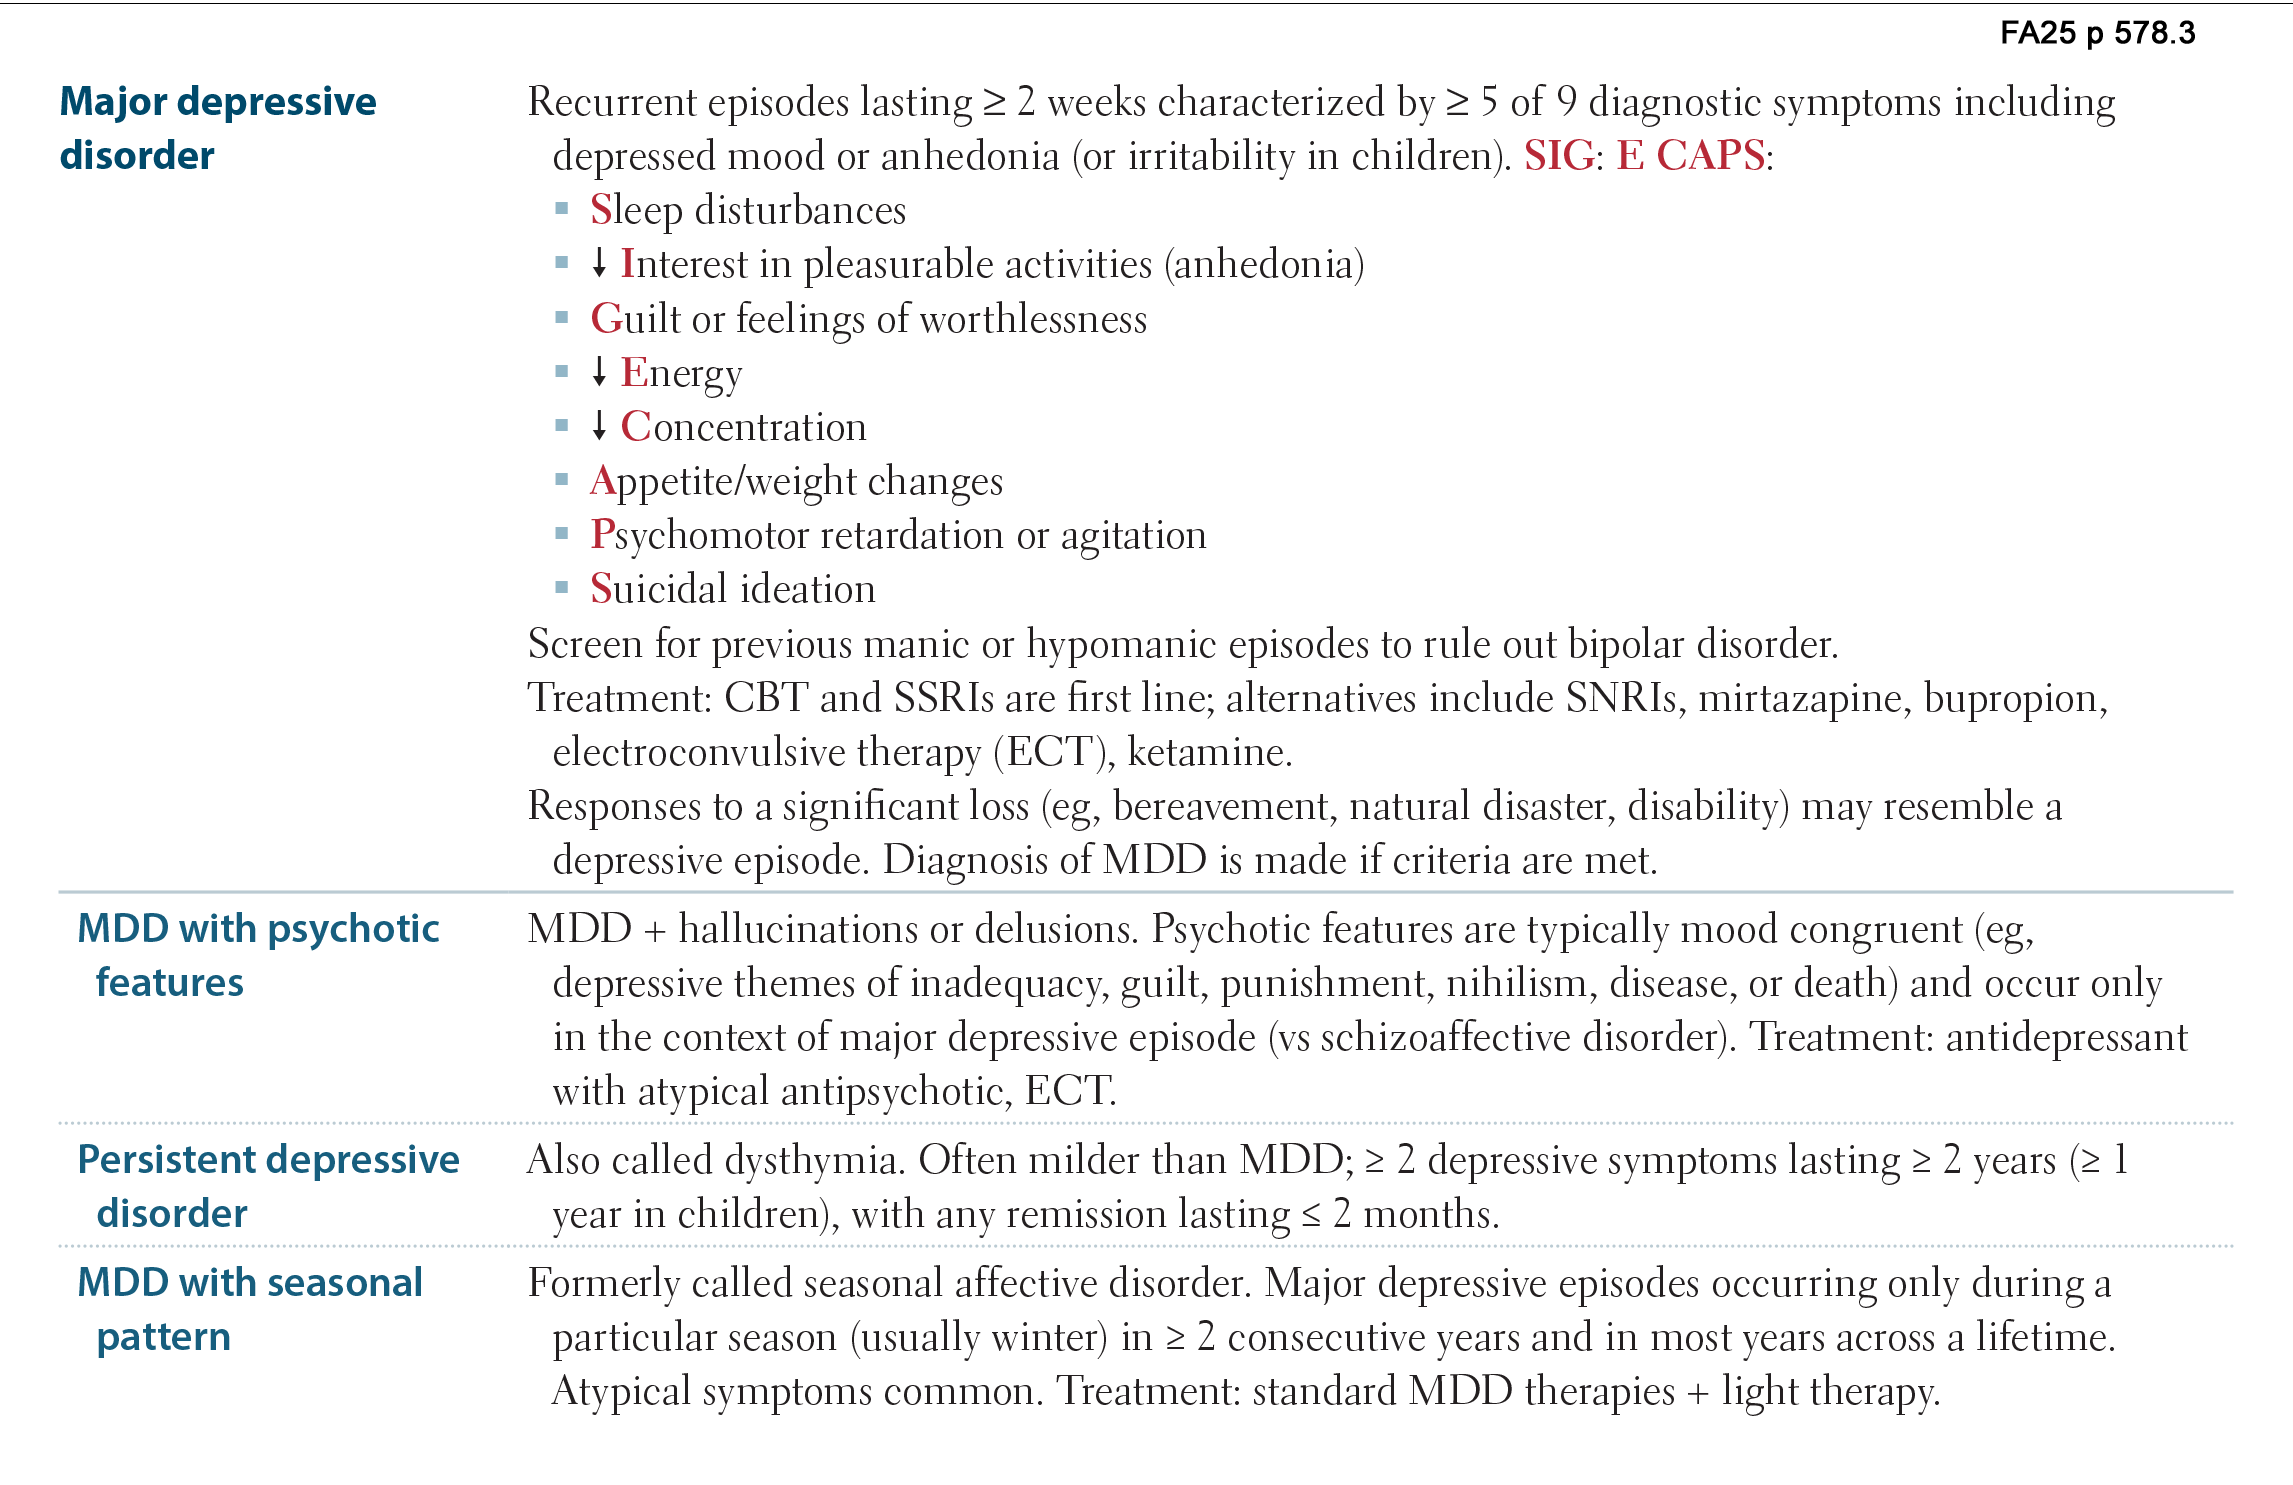 FA25 p 578.3
Major depressive
disorder
Recurrent episodes lasting ≥ 2 weeks characterized by ≥ 5 of 9 diagnostic symptoms including
depressed mood or anhedonia (or irritability in children). SIG: E CAPS:
▪ Sleep disturbances
▪ ↓ Interest in pleasurable activities (anhedonia)
▪ Guilt or feelings of worthlessness
▪ ↓ Energy
▪ ↓ Concentration
▪ Appetite/weight changes
▪ Psychomotor retardation or agitation
▪ Suicidal ideation
Screen for previous manic or hypomanic episodes to rule out bipolar disorder.
Treatment: CBT and SSRIs are first line; alternatives include SNRIs, mirtazapine, bupropion,
electroconvulsive therapy (ECT), ketamine.
Responses to a significant loss (eg, bereavement, natural disaster, disability) may resemble a
depressive episode. Diagnosis of MDD is made if criteria are met.
MDD with psychotic
features
MDD + hallucinations or delusions. Psychotic features are typically mood congruent (eg,
depressive themes of inadequacy, guilt, punishment, nihilism, disease, or death) and occur only
in the context of major depressive episode (vs schizoaffective disorder). Treatment: antidepressant
with atypical antipsychotic, ECT.
Persistent depressive
disorder
Also called dysthymia. Often milder than MDD; ≥ 2 depressive symptoms lasting ≥ 2 years (≥ 1
year in children), with any remission lasting ≤ 2 months.
MDD with seasonal
pattern
Formerly called seasonal affective disorder. Major depressive episodes occurring only during a
particular season (usually winter) in ≥ 2 consecutive years and in most years across a lifetime.
Atypical symptoms common. Treatment: standard MDD therapies + light therapy.